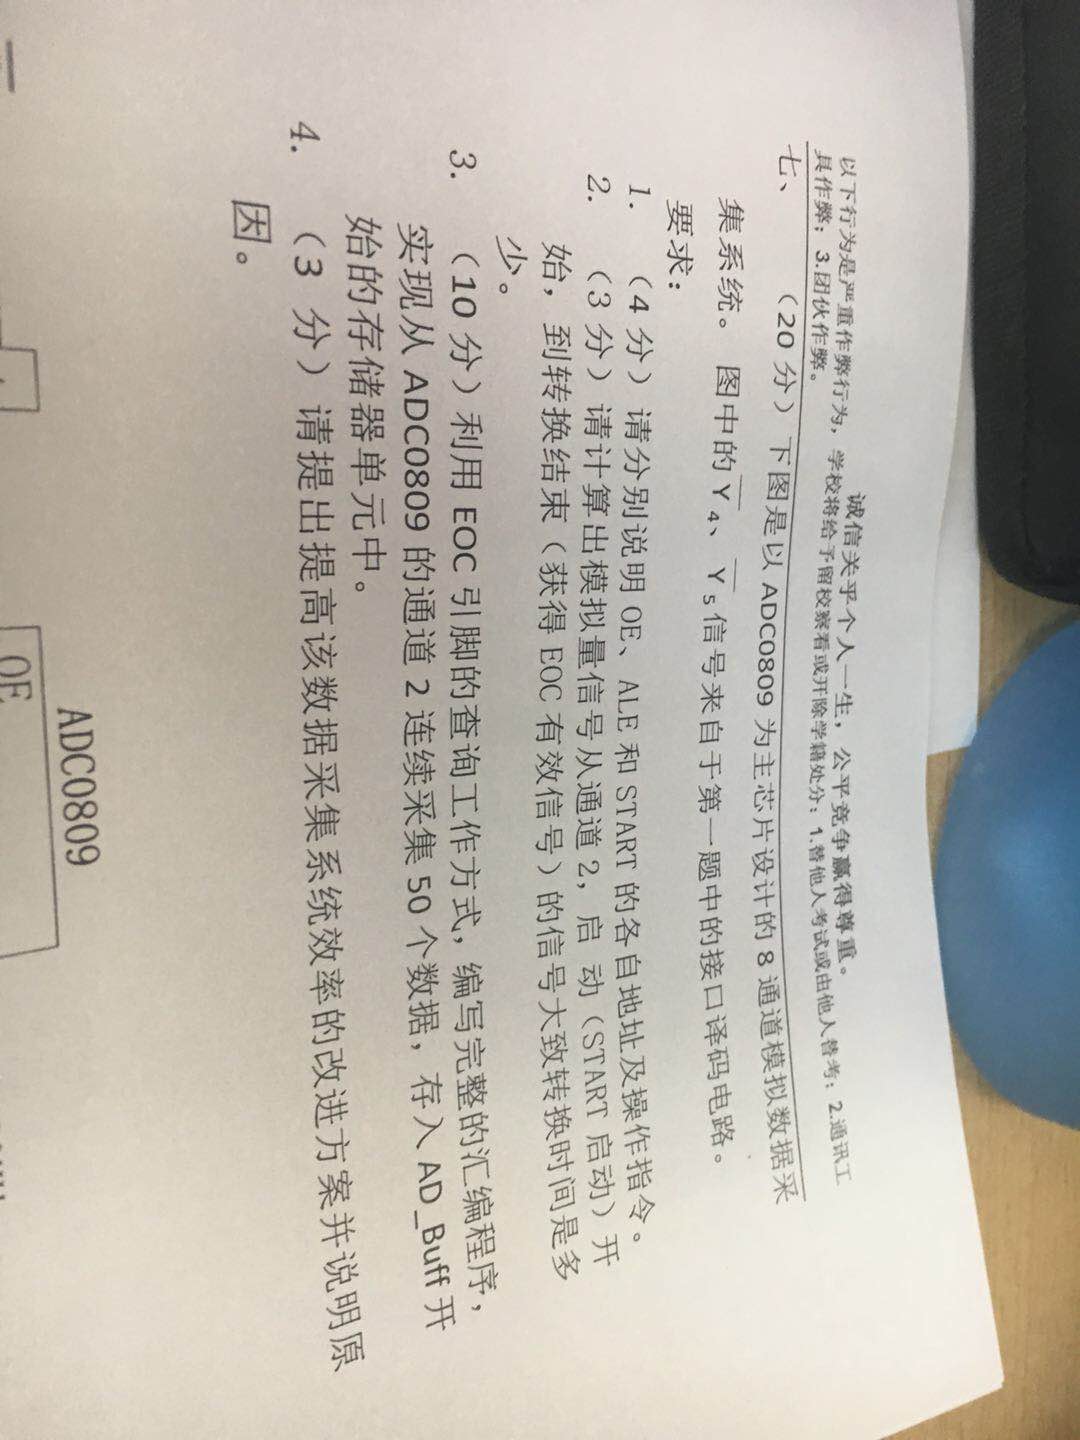 诚信关乎个人一生，公平竞争赢得尊重。
以下行为是严重作弊行为，学校将给予留校察看或开除学籍处分：1.替他人考试或由他人替考；2.通讯工
具作弊；3.团伙作弊。
七、 （20 分）下图是以 ADC0809 为主芯片设计的 8 通道模拟数据采
集系统。 图中的 Y̅ 4、 Y̅ 5 信号来自于第一题中的接口译码电路。
要求：
1. （4 分）请分别说明 OE、ALE 和 START 的各自地址及操作指令。
2. （3 分）请计算出模拟量信号从通道 2，启 动（START 启动）开
始，到转换结束（获得 EOC 有效信号）的信号大致转换时间是多
少。
3. （10 分）利用 EOC 引脚的查询工作方式，编写完整的汇编程序，
实现从 ADC0809 的通道 2 连续采集 50 个数据，存入 AD_Buff 开
始的存储器单元中。
4. （3 分）请提出提高该数据采集系统效率的改进方案并说明原
因。
ADC0809
OE